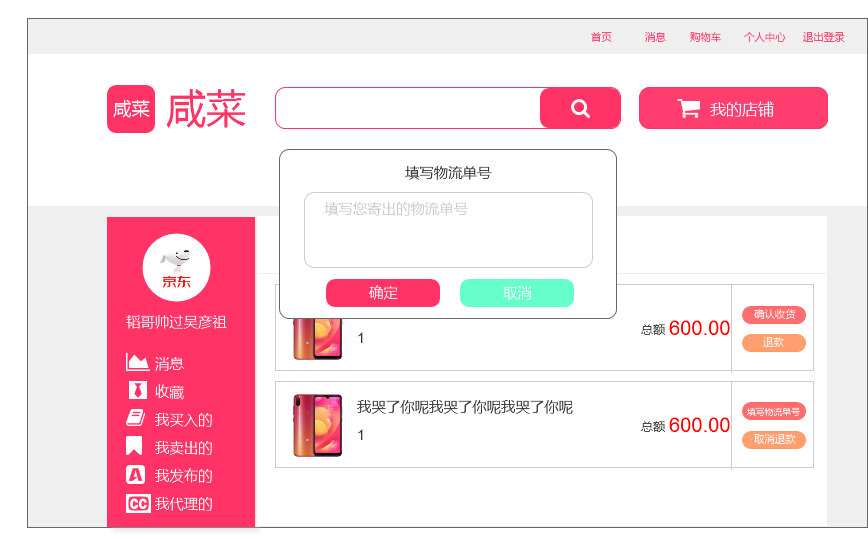 首页 消息 购物车 个人中心 退出登录
咸菜 咸菜 我的店铺
填写物流单号
填写您寄出的物流单号
确定 取消
京东
韬哥帅过吴彦祖
消息
收藏
我买入的
我卖出的
我发布的
我代理的
1
总额 600.00
确认收货
退款
我哭了你呢我哭了你呢我哭了你呢
1
总额 600.00
填写物流单号
取消退款